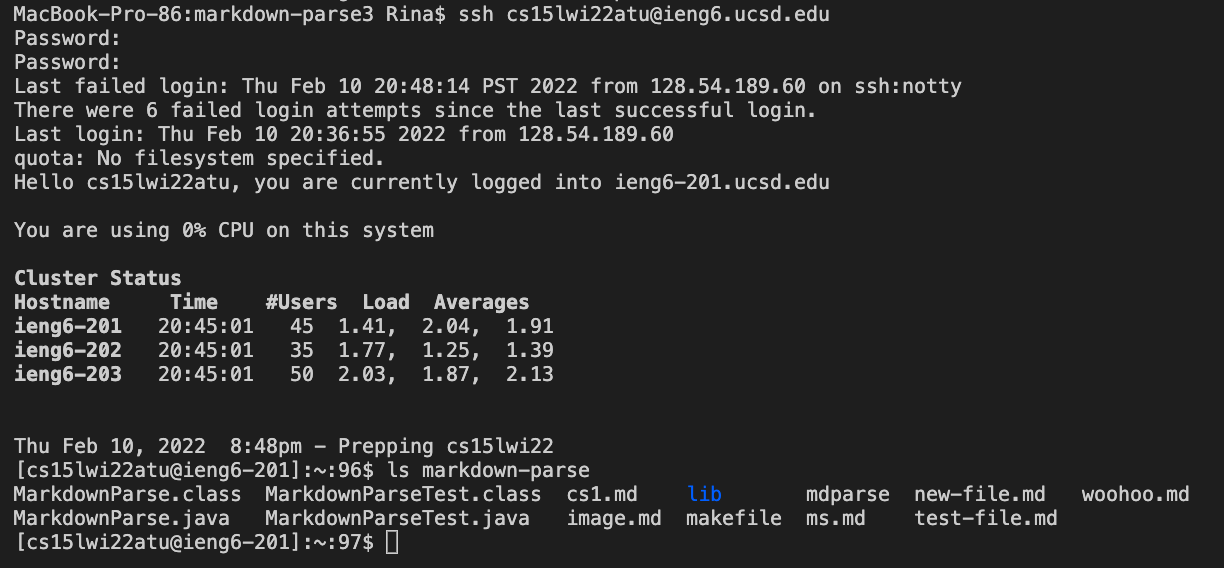 MacBook-Pro-86:markdown-parse3 Rina$ ssh cs15lwi22atu@ieng6.ucsd.edu
Password:
Password:
Last failed login: Thu Feb 10 20:48:14 PST 2022 from 128.54.189.60 on ssh:notty
There were 6 failed login attempts since the last successful login.
Last login: Thu Feb 10 20:36:55 2022 from 128.54.189.60
quota: No filesystem specified.
Hello cs15lwi22atu, you are currently logged into ieng6-201.ucsd.edu
You are using 0% CPU on this system
Cluster Status
Hostname     Time    #Users  Load  Averages
ieng6-201   20:45:01   45  1.41,  2.04,  1.91
ieng6-202   20:45:01   35  1.77,  1.25,  1.39
ieng6-203   20:45:01   50  2.03,  1.87,  2.13
Thu Feb 10, 2022  8:48pm - Prepping cs15lwi22
[cs15lwi22atu@ieng6-201]:~:96$ ls markdown-parse
MarkdownParse.class  MarkdownParseTest.class  cs1.md    lib       mdparse  new-file.md   woohoo.md
MarkdownParse.java   MarkdownParseTest.java   image.md  makefile  ms.md    test-file.md
[cs15lwi22atu@ieng6-201]:~:97$